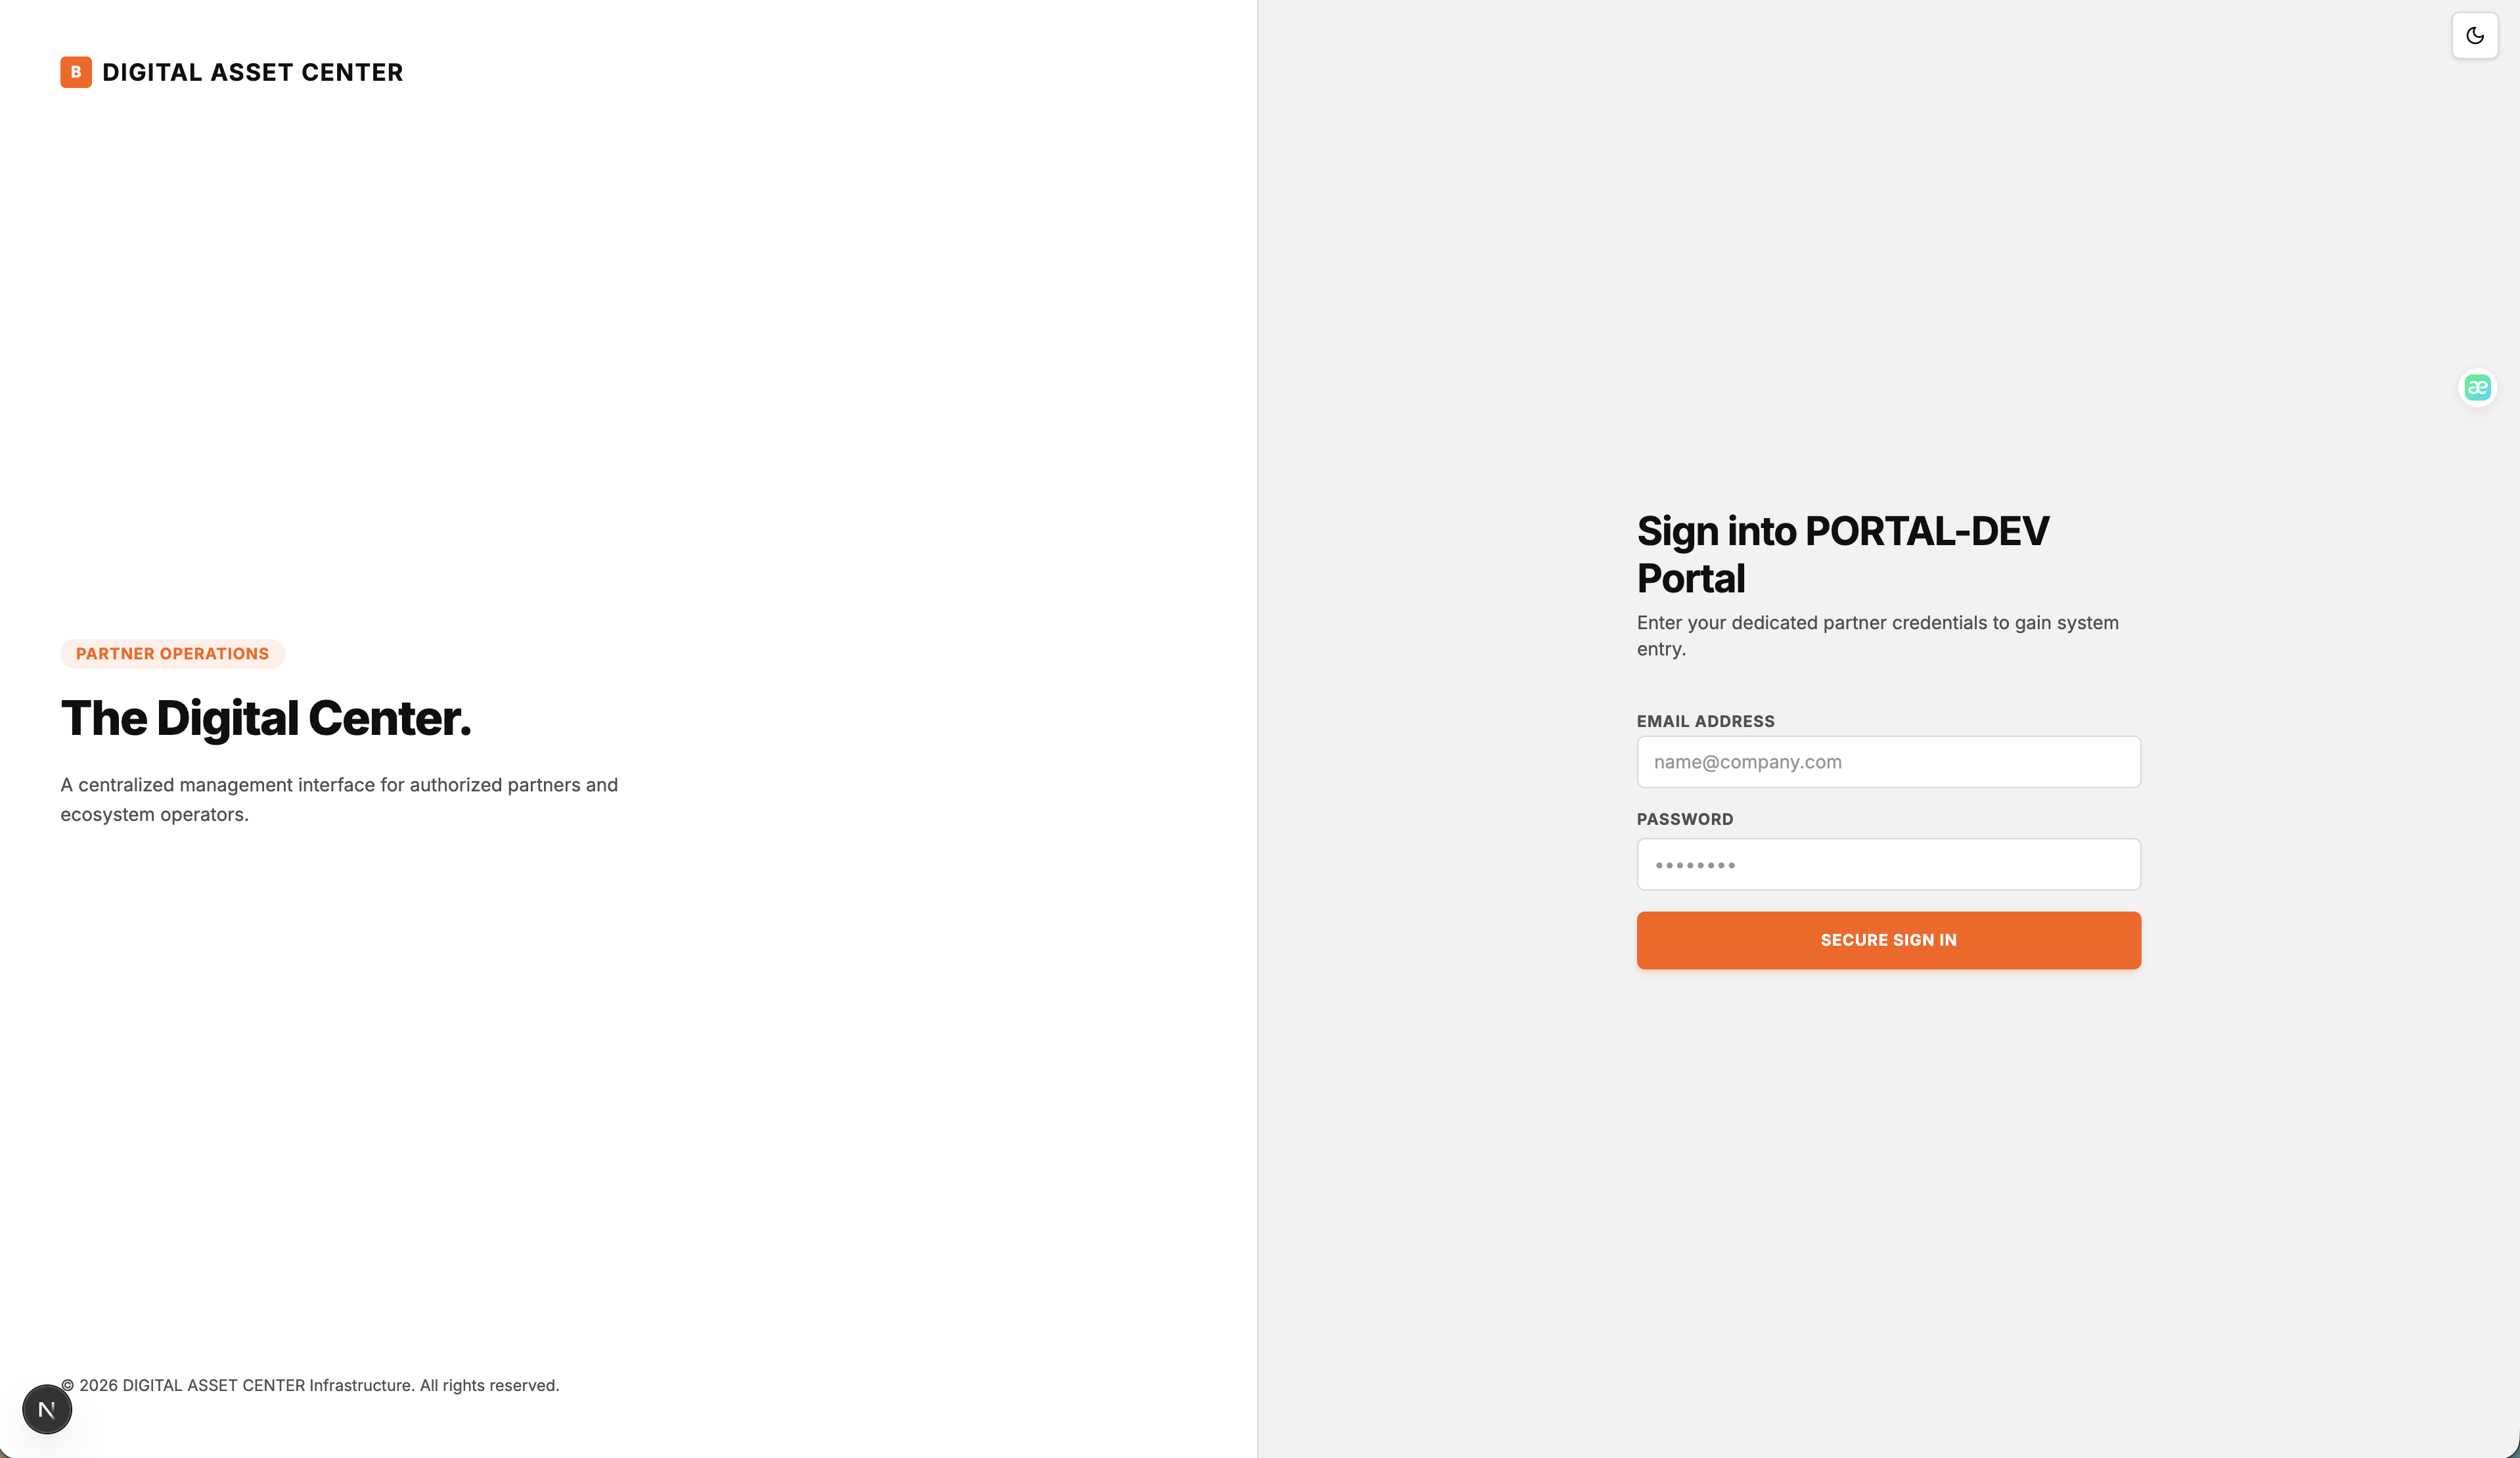 B DIGITAL ASSET CENTER
PARTNER OPERATIONS
The Digital Center.
A centralized management interface for authorized partners and
ecosystem operators.
© 2026 DIGITAL ASSET CENTER Infrastructure. All rights reserved.
N
æ
Sign into PORTAL-DEV
Portal
Enter your dedicated partner credentials to gain system
entry.
EMAIL ADDRESS
name@company.com
PASSWORD
••••••••
SECURE SIGN IN